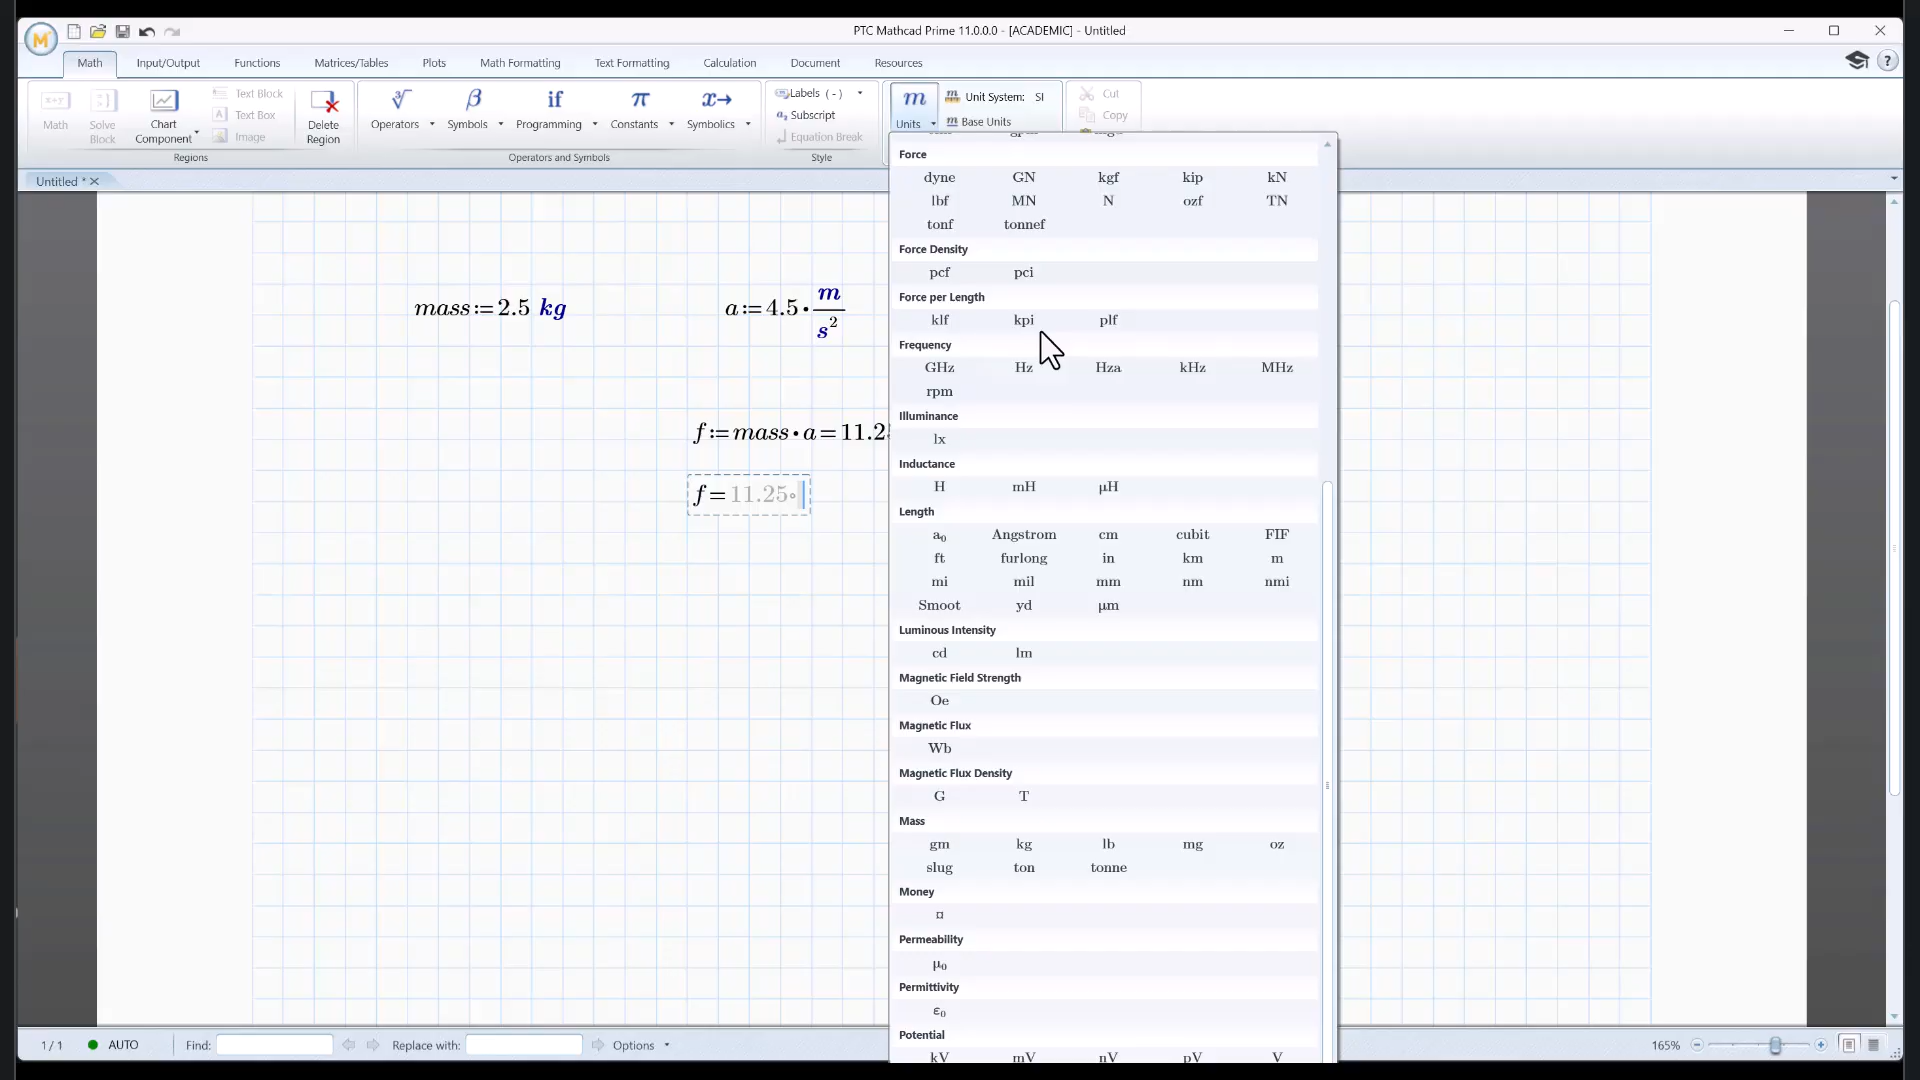 PTC Mathcad Prime 11.0.0.0 - [ACADEMIC] - Untitled
Math Input/Output Functions Matrices/Tables Plots Math Formatting Text Formatting Calculation Document Resources
Math
Solve Block
Chart Component
Text Block
Text Box
Image
Delete Region
Operators
Symbols
if Programming
π Constants
Symbolics
Labels ( - )
Subscript
Equation Break
m Units
Unit System: SI
Base Units
Cut
Copy
Regions
Operators and Symbols
Style
Untitled *
mass:=2.5 kg
a:=4.5·m/s²
f:=mass·a=11.2
f=11.25
Force
dyne GN kgf kip kN
lbf MN N ozf TN
tonf tonnef
Force Density
pcf pci
Force per Length
klf kpi plf
Frequency
GHz Hz Hza kHz MHz
rpm
Illuminance
lx
Inductance
H mH μH
Length
a₀ Angstrom cm cubit FIF
ft furlong in km m
mi mil mm nm nmi
Smoot yd μm
Luminous Intensity
cd lm
Magnetic Field Strength
Oe
Magnetic Flux
Wb
Magnetic Flux Density
G T
Mass
gm kg lb mg oz
slug ton tonne
Money
¤
Permeability
μ₀
Permittivity
ε₀
Potential
kV mV nV pV V
1 / 1 AUTO Find: Replace with: Options 165%